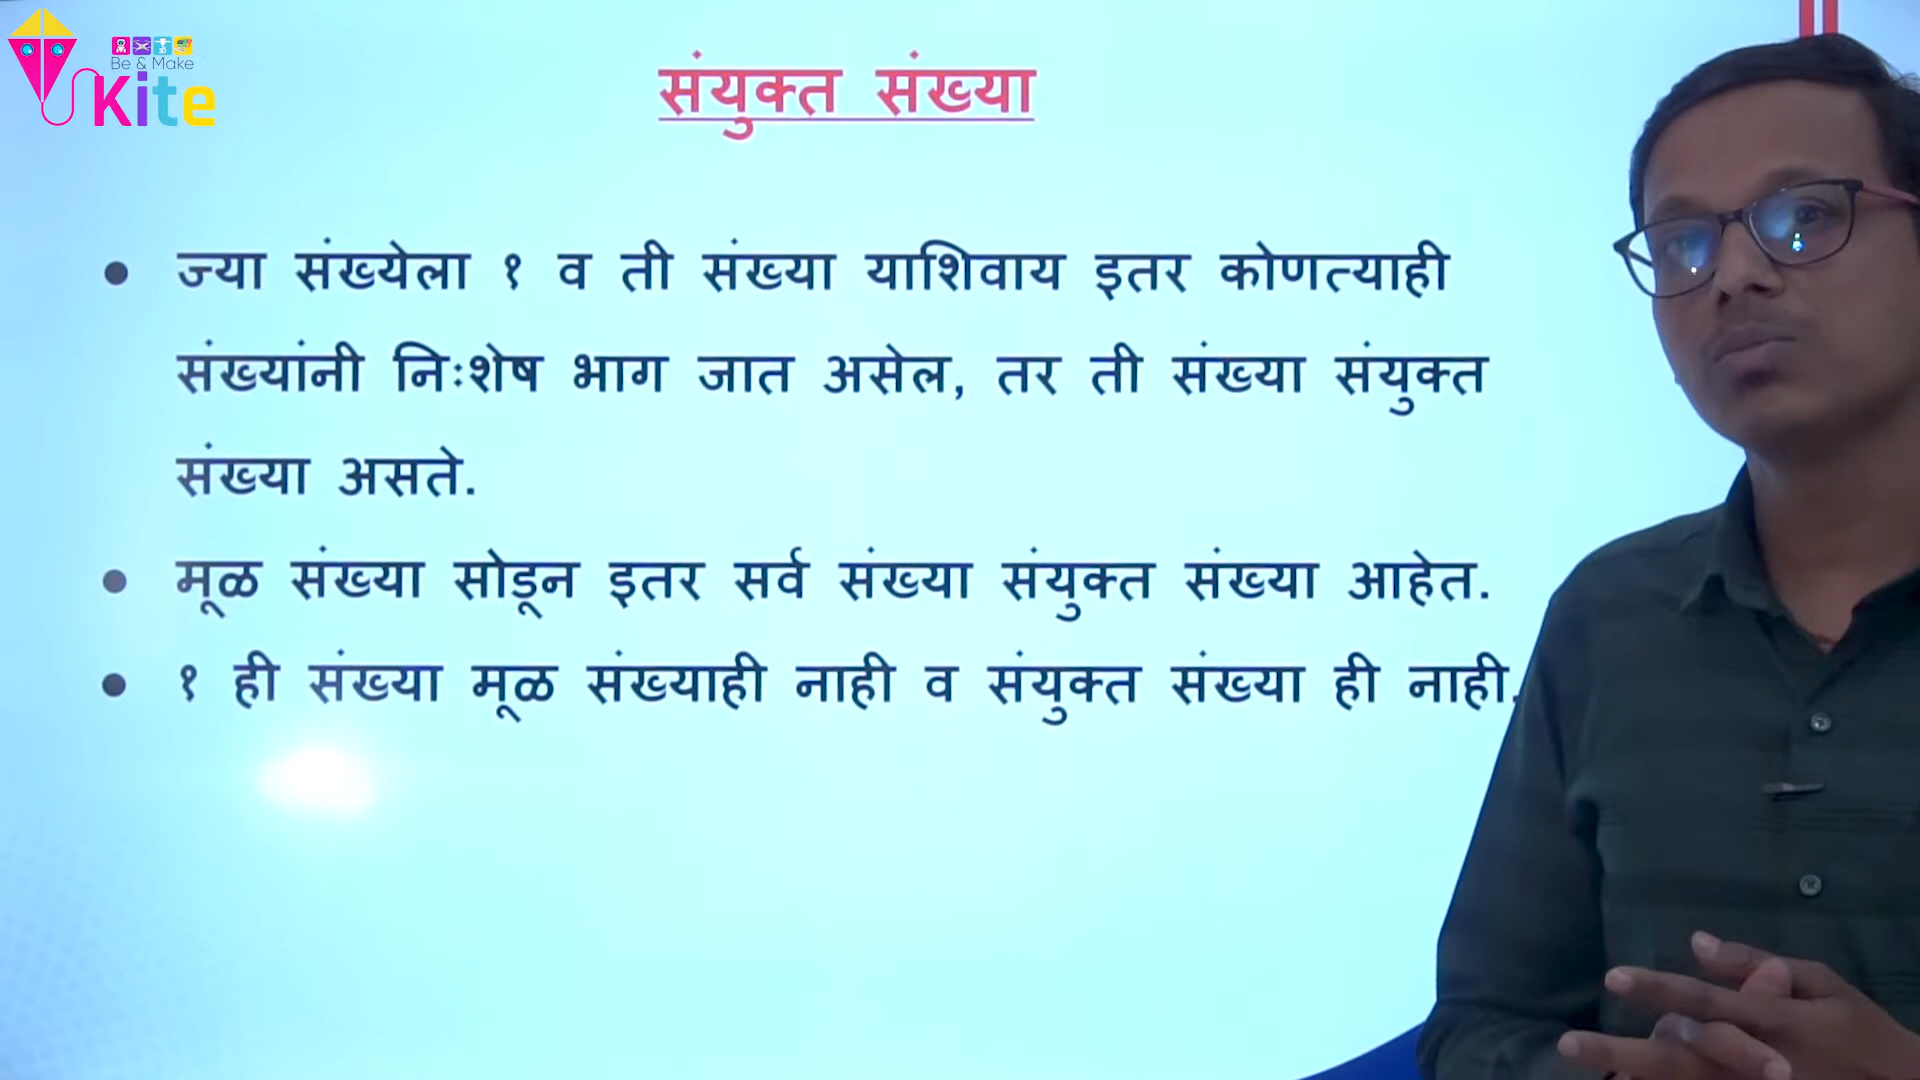 Be & Make
Kite
संयुक्त संख्या
• ज्या संख्येला १ व ती संख्या याशिवाय इतर कोणत्याही
संख्यांनी निःशेष भाग जात असेल, तर ती संख्या संयुक्त
संख्या असते.
• मूळ संख्या सोडून इतर सर्व संख्या संयुक्त संख्या आहेत.
• १ ही संख्या मूळ संख्याही नाही व संयुक्त संख्या ही नाही.